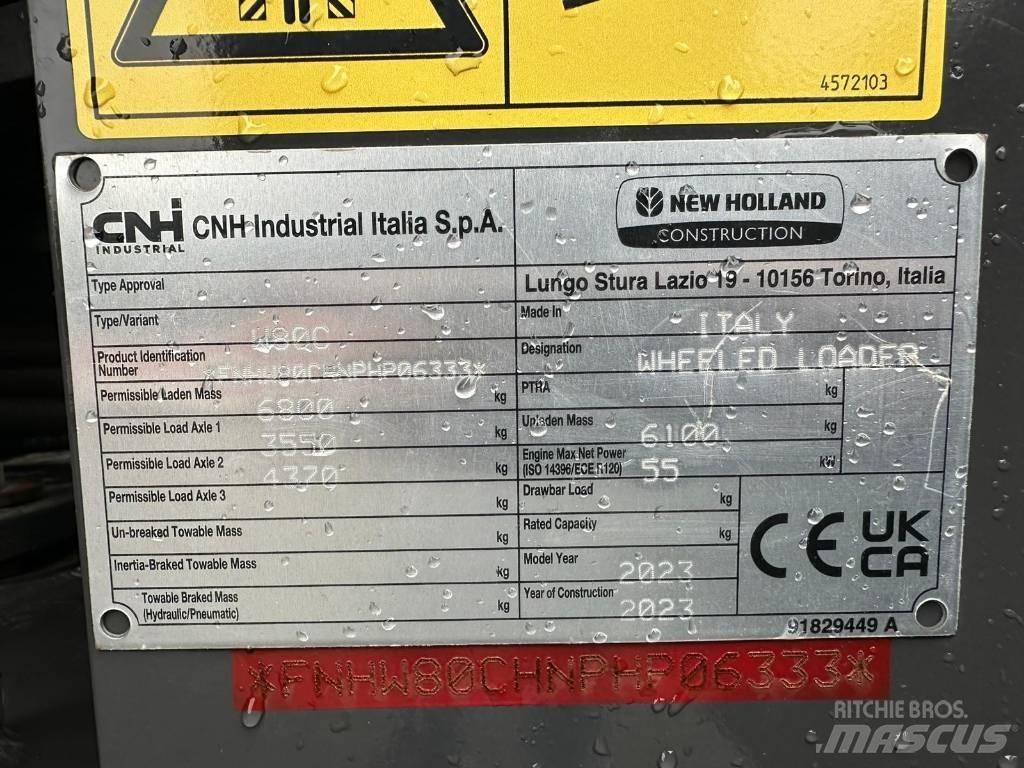 4572103
CNH INDUSTRIAL CNH Industrial Italia S.p.A.
NEW HOLLAND
CONSTRUCTION
Type Approval
Lungo Stura Lazio 19 - 10156 Torino, Italia
Type/Variant W80C
Made In ITALY
Product Identification Number *FNHW80CHNPHP06333*
Designation WHEELED LOADER
Permissible Laden Mass 6800 kg
PTRA kg
Permissible Load Axle 1 3550 kg
Unladen Mass 6100 kg
Permissible Load Axle 2 4370 kg
Engine Max Net Power (ISO 14396/ECE R120) 55 kW
Permissible Load Axle 3 kg
Drawbar Load kg
Un-breaked Towable Mass kg
Rated Capacity kg
Inertia-Braked Towable Mass kg
Model Year 2023
Towable Braked Mass (Hydraulic/Pneumatic) kg
Year of Construction 2023
CE UK CA
91829449 A
*FNHW80CHNPHP06333*
RITCHIE BROS.
MASCUS